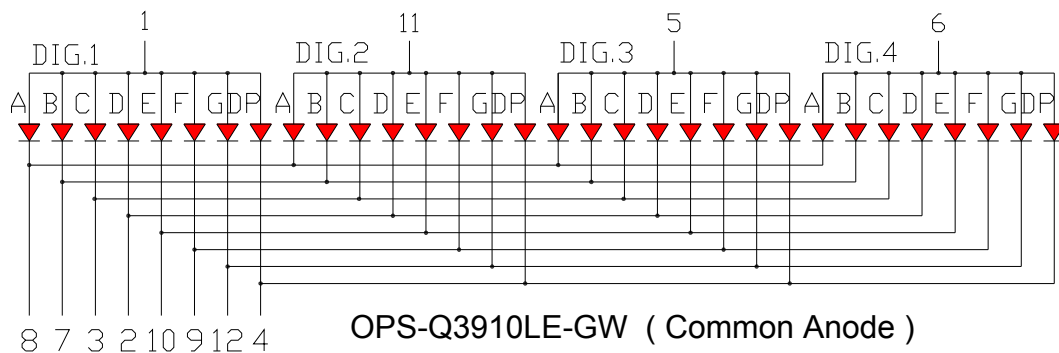 1 11 5 6
DIG.1 DIG.2 DIG.3 DIG.4
A B C D E F G DP A B C D E F G DP A B C D E F G DP A B C D E F G DP
8 7 3 2 10 9 12 4
OPS-Q3910LE-GW ( Common Anode )